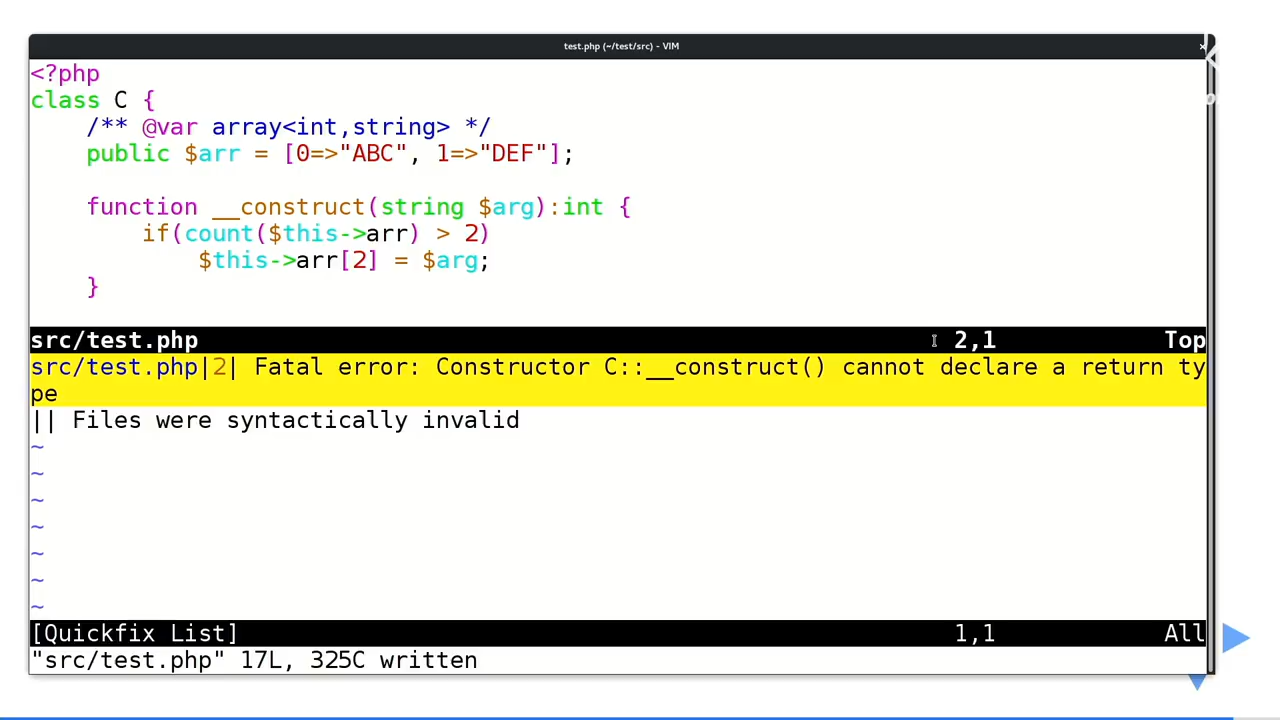 test.php (~/test/src) - VIM
<?php
class C {
    /** @var array<int,string> */
    public $arr = [0=>"ABC", 1=>"DEF"];
    function __construct(string $arg):int {
        if(count($this->arr) > 2)
            $this->arr[2] = $arg;
    }
src/test.php 2,1 Top
src/test.php|2| Fatal error: Constructor C::__construct() cannot declare a return ty
pe
|| Files were syntactically invalid
~
~
~
~
~
~
~
[Quickfix List] 1,1 All
"src/test.php" 17L, 325C written